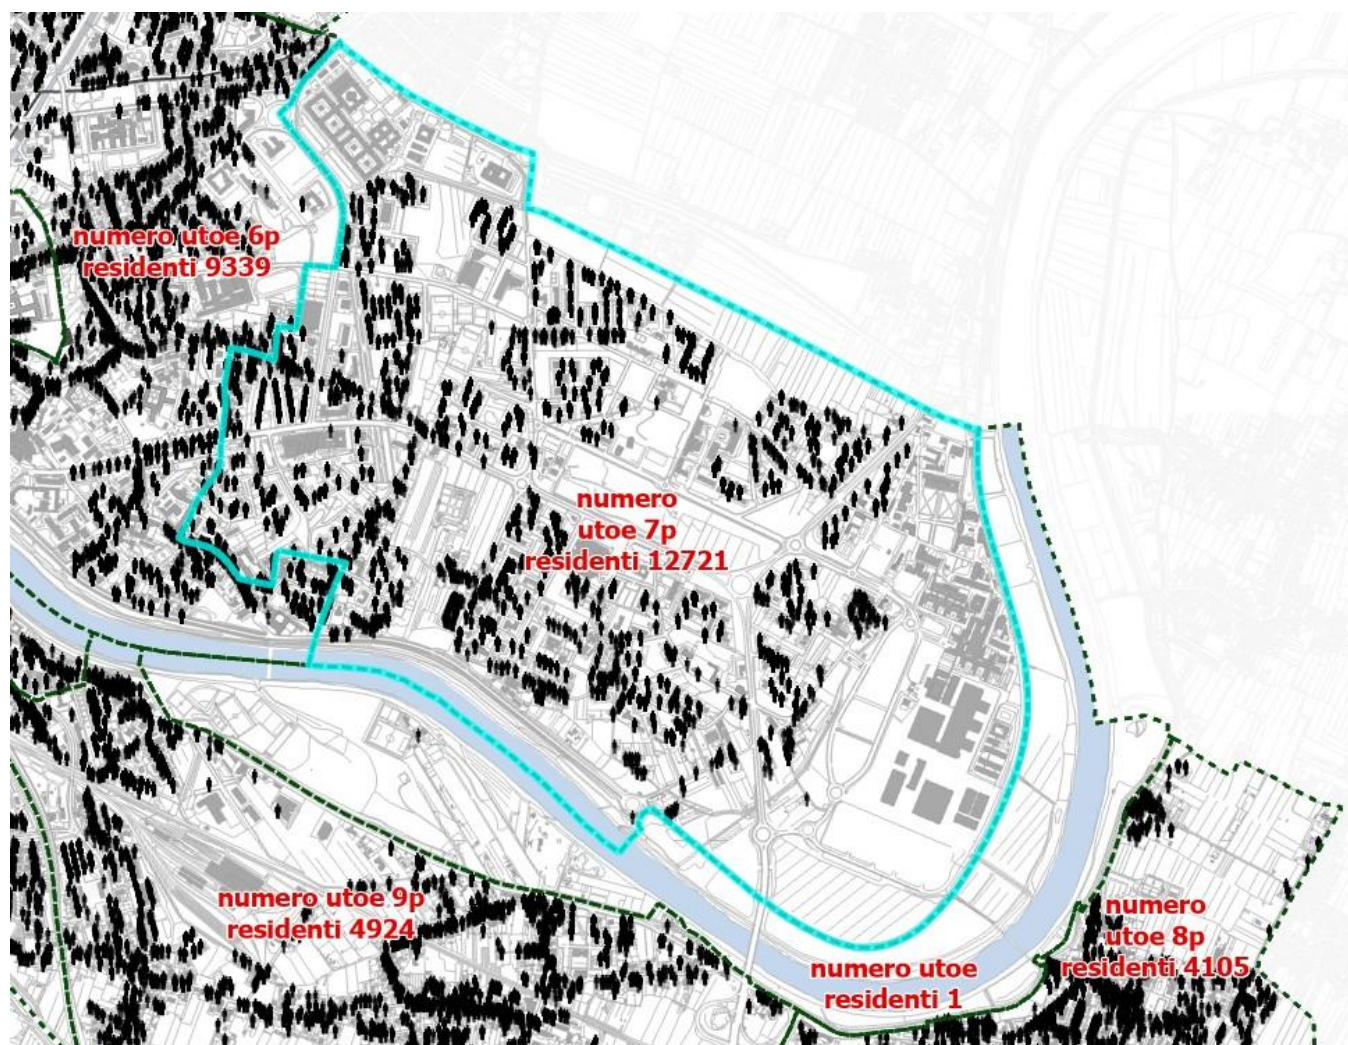 numero utoe 6p
residenti 9339
numero
utoe 7p
residenti 12721
numero utoe 9p
residenti 4924
numero
utoe 8p
residenti 4105
numero utoe
residenti 1